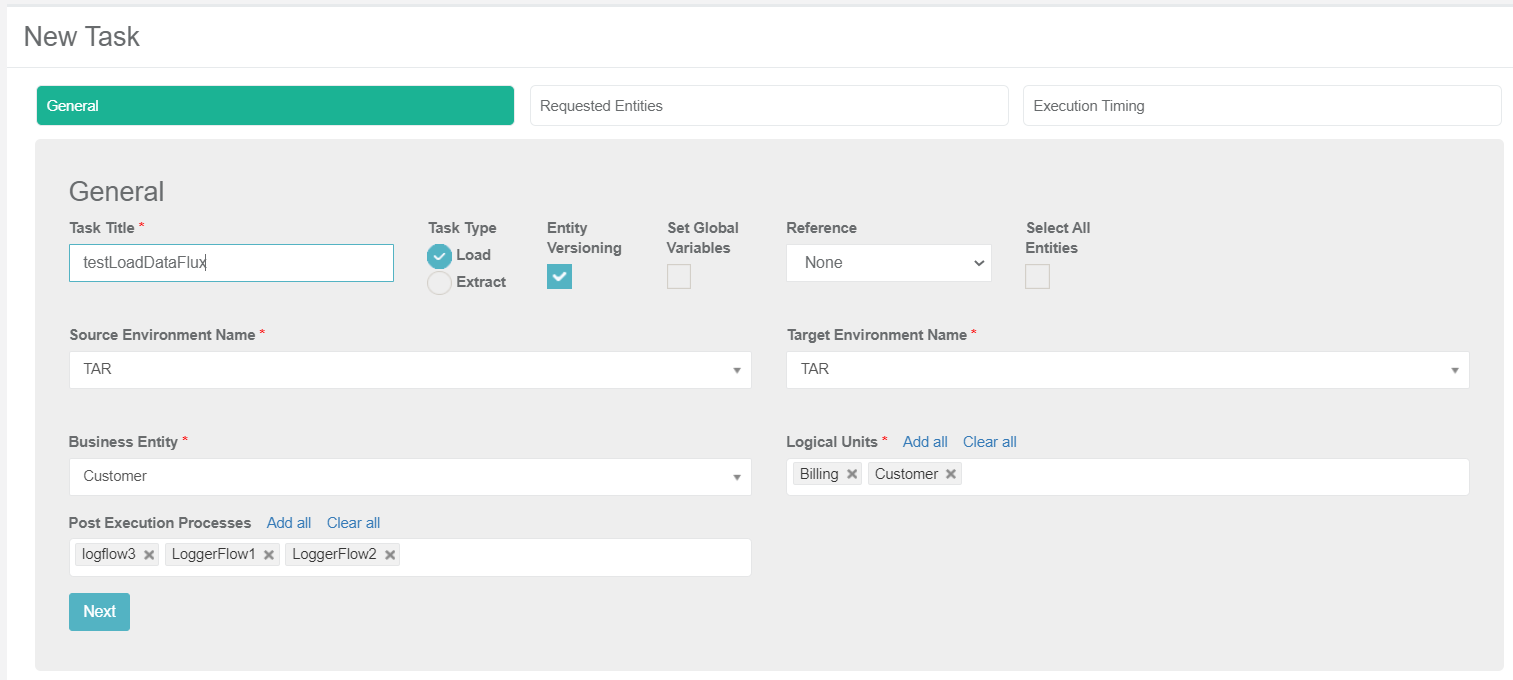 New Task
General Requested Entities Execution Timing
General
Task Title * Task Type Entity Versioning Set Global Variables Reference Select All Entities
testLoadDataFlux Load Extract None
Source Environment Name * Target Environment Name *
TAR TAR
Business Entity * Logical Units * Add all Clear all
Customer Billing × Customer ×
Post Execution Processes Add all Clear all
logflow3 × LoggerFlow1 × LoggerFlow2 ×
Next